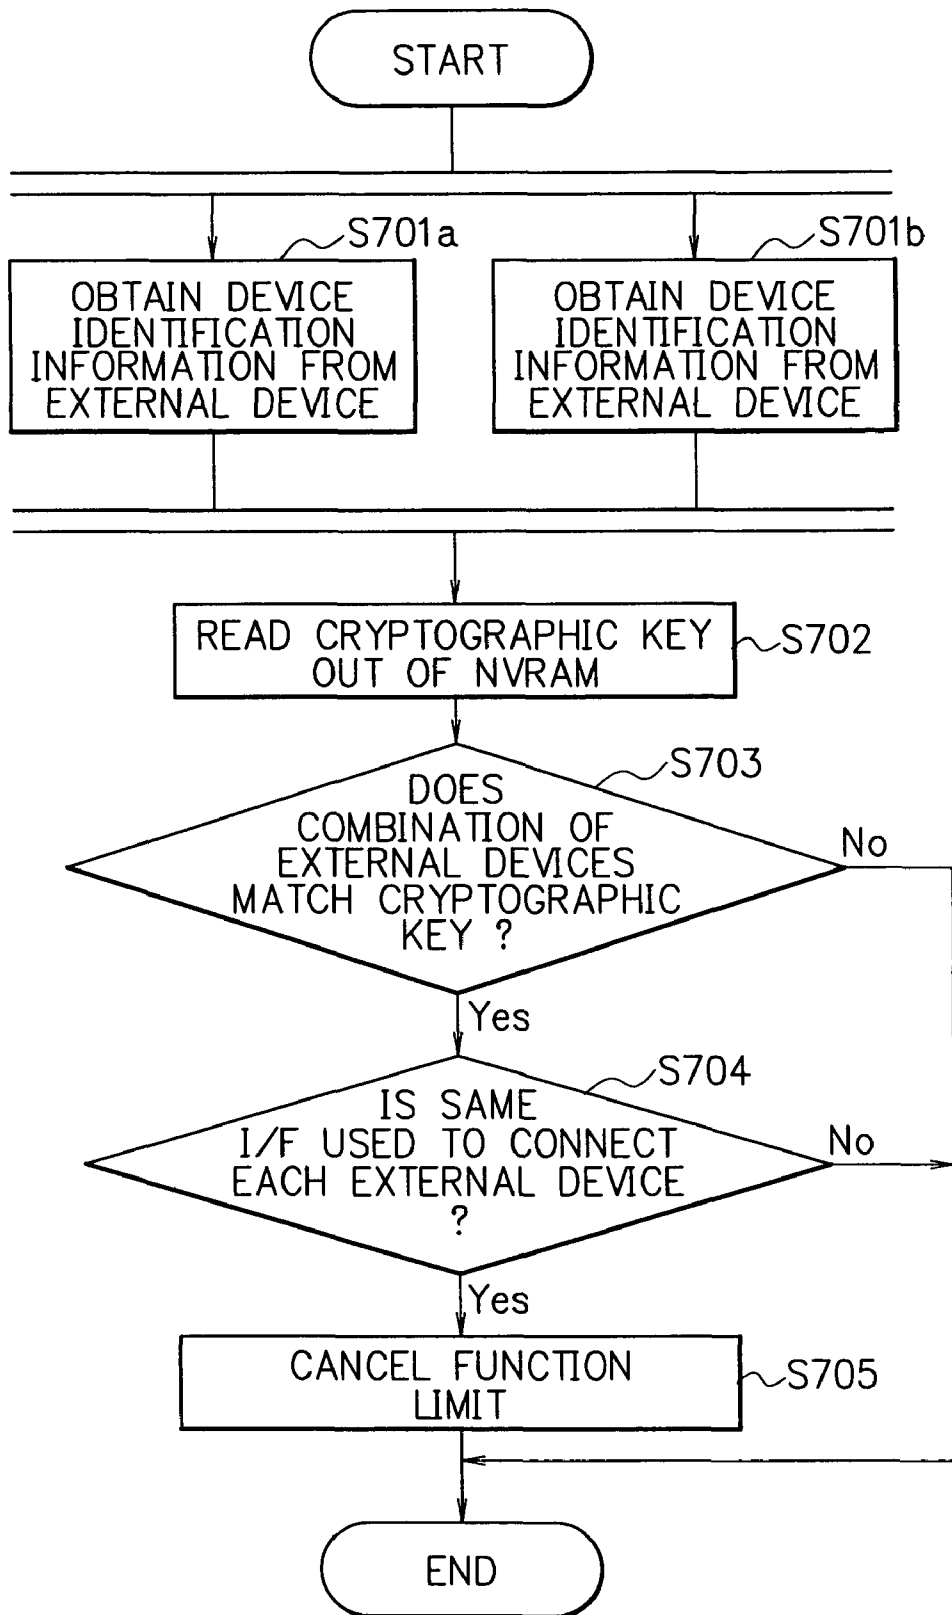 START
S701a
OBTAIN DEVICE
IDENTIFICATION
INFORMATION FROM
EXTERNAL DEVICE
S701b
OBTAIN DEVICE
IDENTIFICATION
INFORMATION FROM
EXTERNAL DEVICE
READ CRYPTOGRAPHIC KEY
OUT OF NVRAM
S702
S703
DOES
COMBINATION OF
EXTERNAL DEVICES
MATCH CRYPTOGRAPHIC
KEY ?
No
Yes
S704
IS SAME
I/F USED TO CONNECT
EACH EXTERNAL DEVICE
?
No
Yes
CANCEL FUNCTION
LIMIT
S705
END